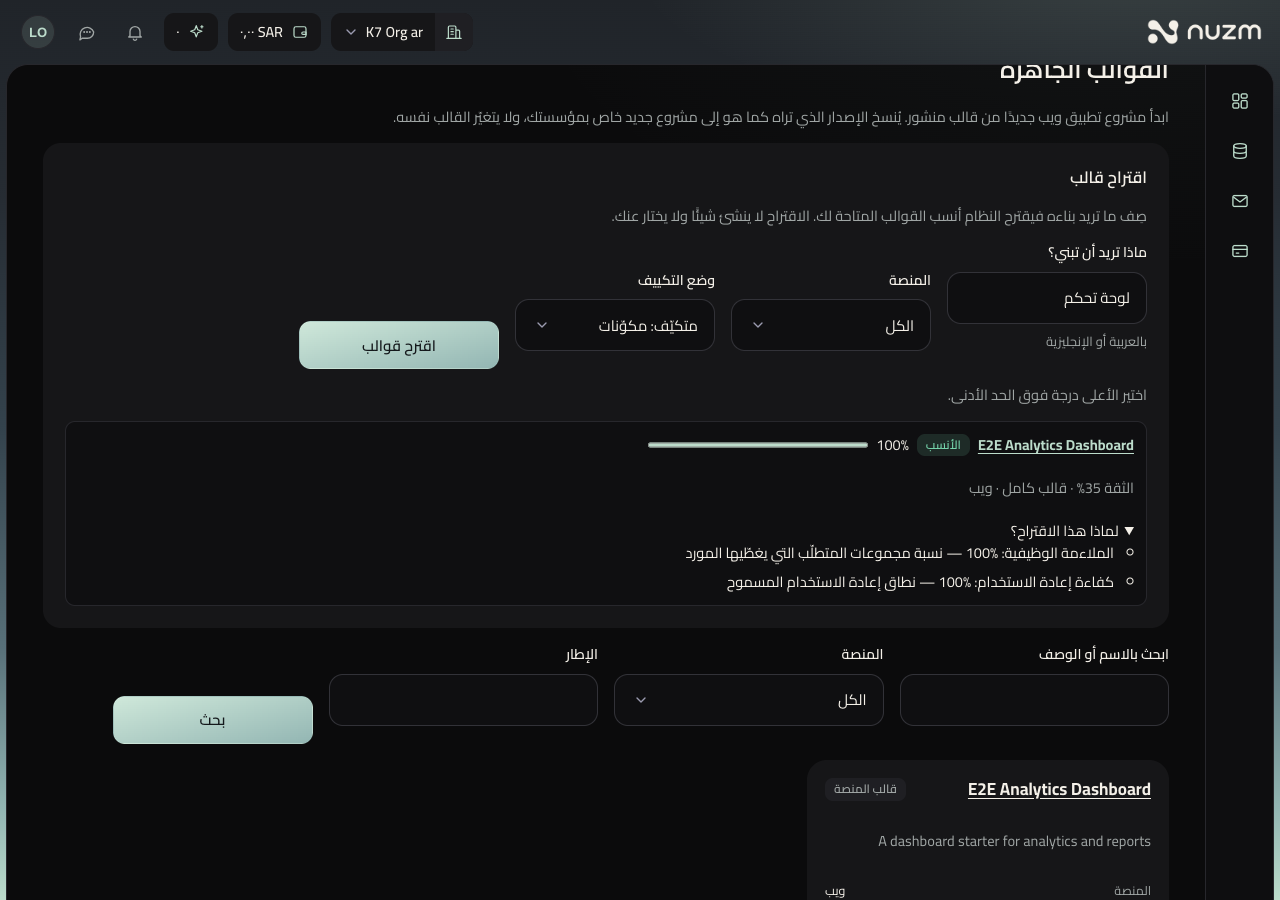 nuzm
K7 Org ar
٠,٠٠ SAR
٠
LO
القوالب الجاهزة
ابدأ مشروع تطبيق ويب جديدًا من قالب منشور. يُنسخ الإصدار الذي تراه كما هو إلى مشروع جديد خاص بمؤسستك، ولا يتغيّر القالب نفسه.
اقتراح قالب
صِف ما تريد بناءه فيقترح النظام أنسب القوالب المتاحة لك. الاقتراح لا ينشئ شيئًا ولا يختار عنك.
ماذا تريد أن تبني؟
لوحة تحكم
بالعربية أو الإنجليزية
المنصة
الكل
وضع التكييف
متكيّف: مكوّنات
اقترح قوالب
اختير الأعلى درجة فوق الحد الأدنى.
E2E Analytics Dashboard الأنسب 100%
الثقة 35% · قالب كامل · ويب
لماذا هذا الاقتراح؟
الملاءمة الوظيفية: 100% — نسبة مجموعات المتطلّب التي يغطّيها المورد
كفاءة إعادة الاستخدام: 100% — نطاق إعادة الاستخدام المسموح
ابحث بالاسم أو الوصف
المنصة
الكل
الإطار
بحث
E2E Analytics Dashboard
قالب المنصة
A dashboard starter for analytics and reports
المنصة
ويب